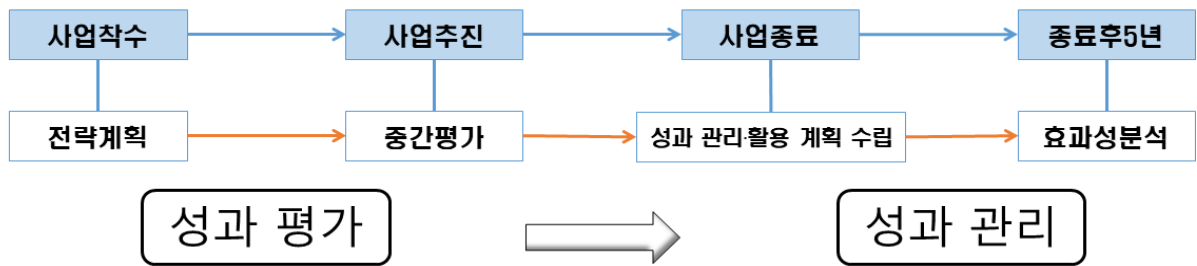 사업착수
사업추진
사업종료
종료후5년
전략계획
중간평가
성과 관리·활용 계획 수립
효과성분석
성과 평가
성과 관리